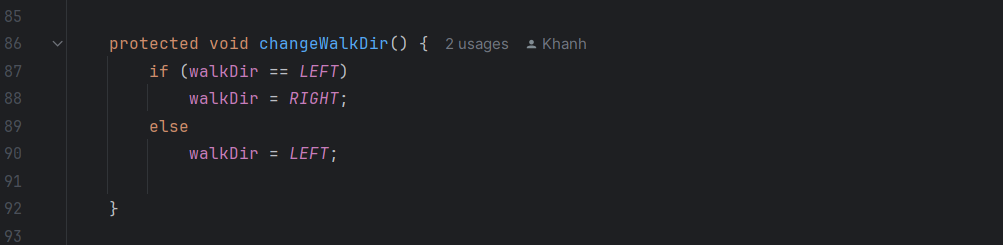 85
86 protected void changeWalkDir() { 2 usages Khanh
87 if (walkDir == LEFT)
88 walkDir = RIGHT;
89 else
90 walkDir = LEFT;
91
92 }
93